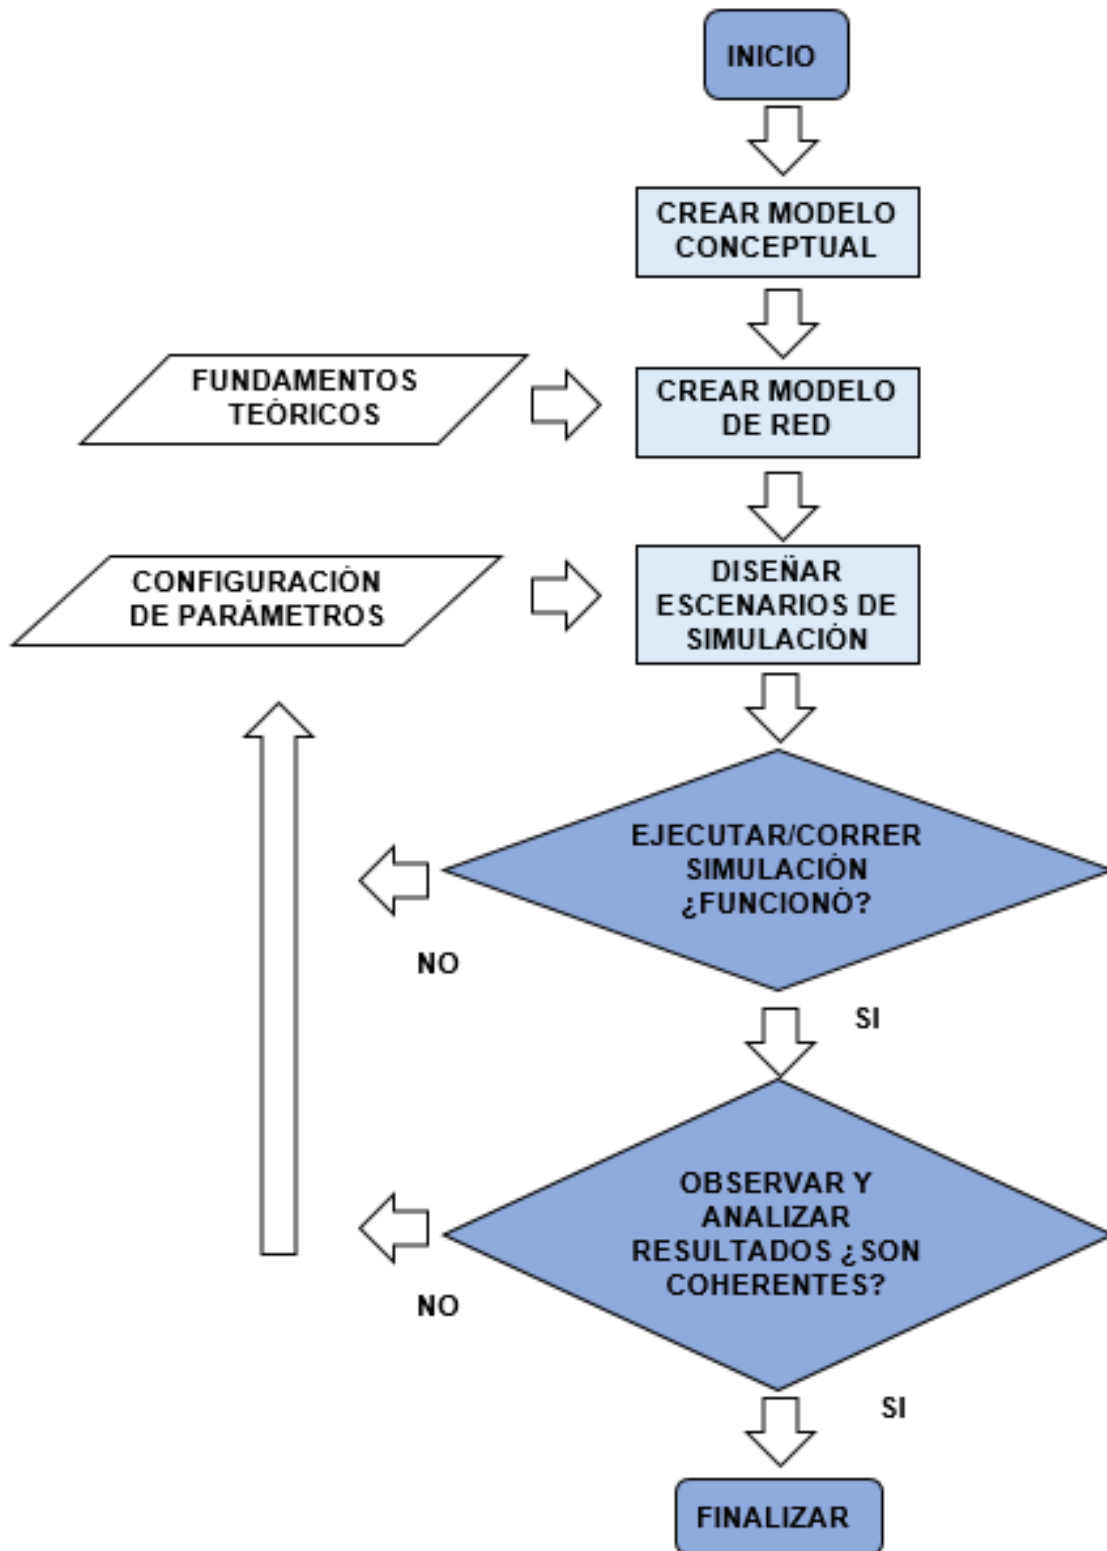 INICIO
CREAR MODELO
CONCEPTUAL
FUNDAMENTOS
TEÓRICOS
CREAR MODELO
DE RED
CONFIGURACIÓN
DE PARÁMETROS
DISEÑAR
ESCENARIOS DE
SIMULACIÓN
EJECUTAR/CORRER
SIMULACIÓN
¿FUNCIONÓ?
NO
SI
OBSERVAR Y
ANALIZAR
RESULTADOS ¿SON
COHERENTES?
NO
SI
FINALIZAR